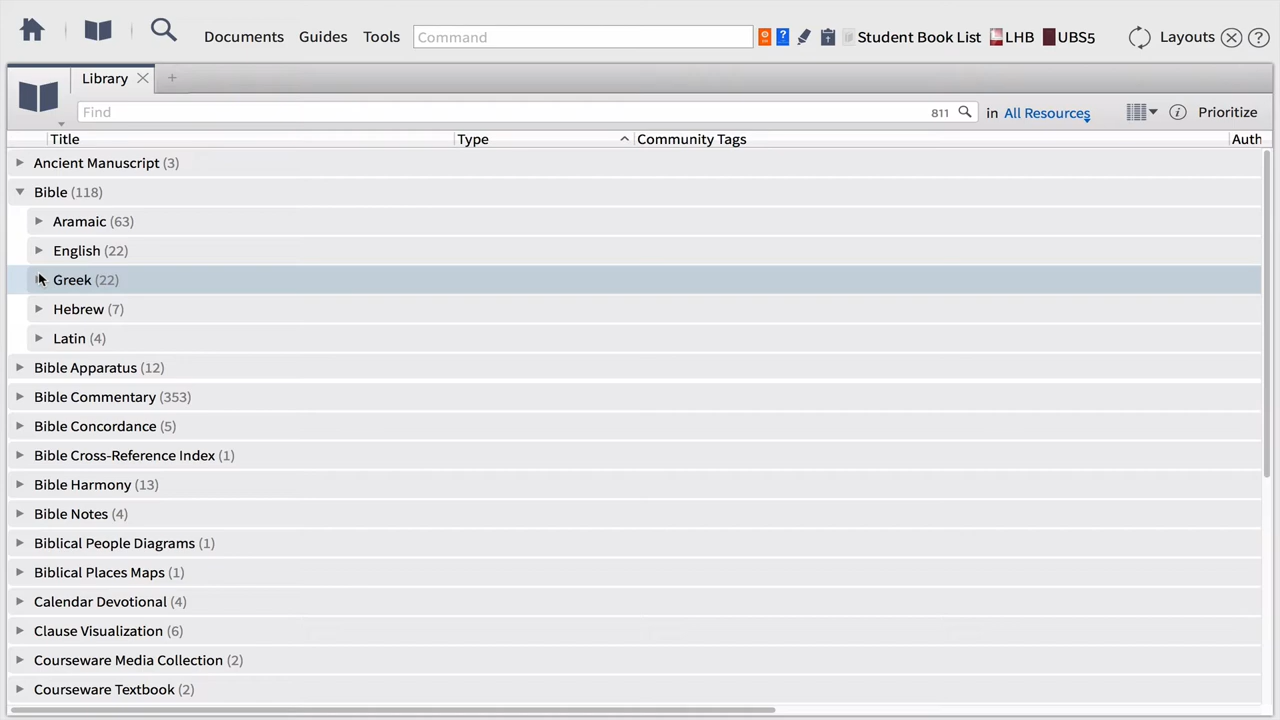 Documents Guides Tools Command Student Book List LHB UBS5 Layouts
Library
Find 811 in All Resources Prioritize
Title Type Community Tags Auth
Ancient Manuscript (3)
Bible (118)
Aramaic (63)
English (22)
Greek (22)
Hebrew (7)
Latin (4)
Bible Apparatus (12)
Bible Commentary (353)
Bible Concordance (5)
Bible Cross-Reference Index (1)
Bible Harmony (13)
Bible Notes (4)
Biblical People Diagrams (1)
Biblical Places Maps (1)
Calendar Devotional (4)
Clause Visualization (6)
Courseware Media Collection (2)
Courseware Textbook (2)